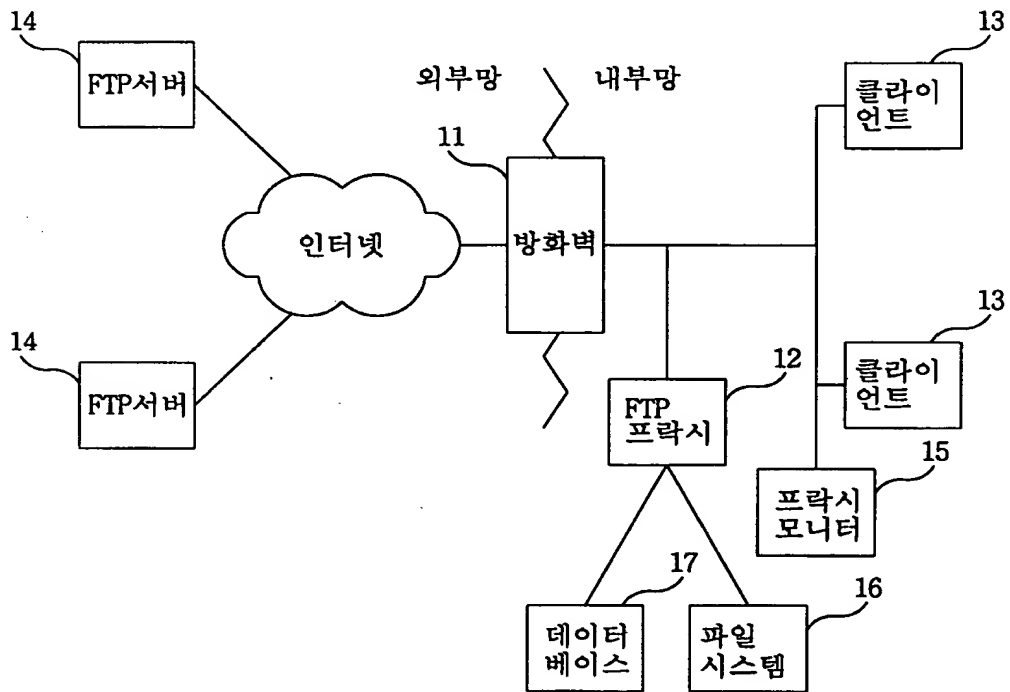 14
FTP서버
외부망
내부망
13
클라이
언트
11
인터넷
방화벽
14
FTP서버
12
FTP
프락시
13
클라이
언트
15
프락시
모니터
17
데이터
베이스
16
파일
시스템